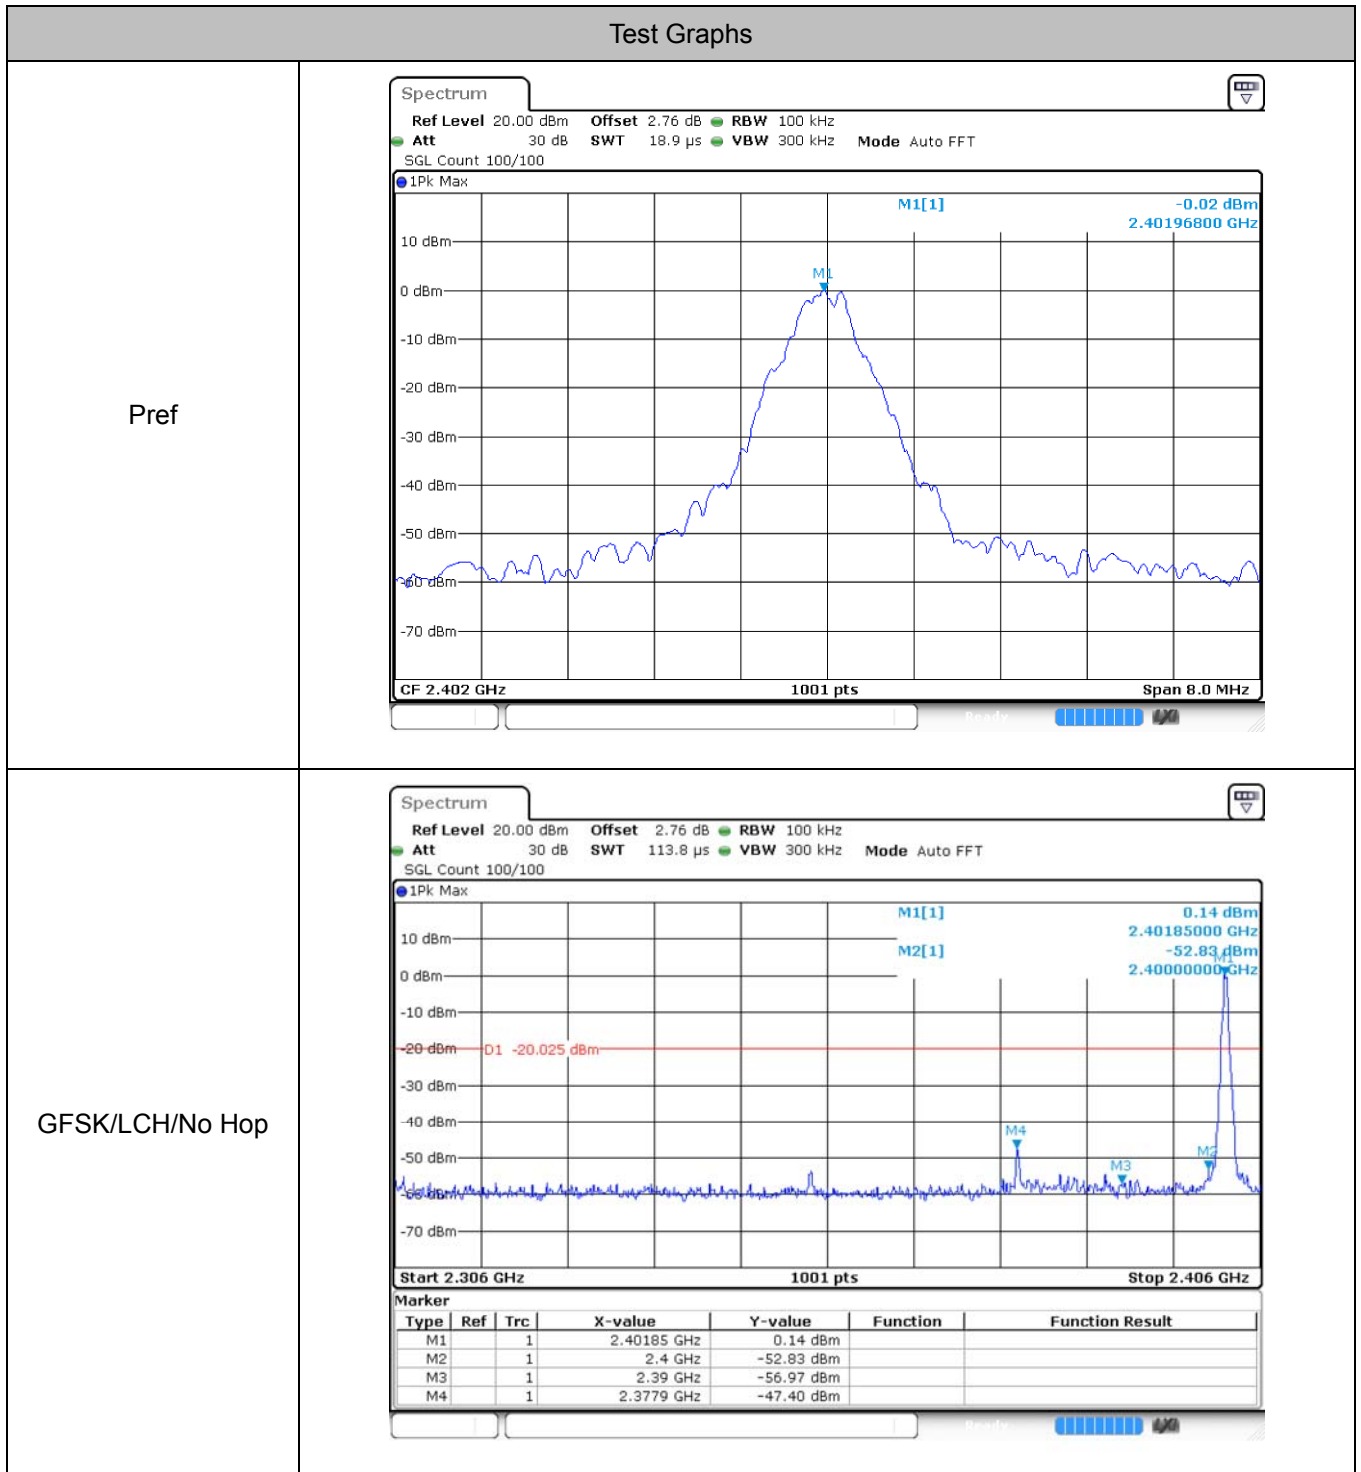 Test Graphs
Pref
Spectrum
Ref Level 20.00 dBm Offset 2.76 dB RBW 100 kHz
Att 30 dB SWT 18.9 µs VBW 300 kHz Mode Auto FFT
SGL Count 100/100
1Pk Max
M1[1] -0.02 dBm
2.40196800 GHz
10 dBm
M1
0 dBm
-10 dBm
-20 dBm
-30 dBm
-40 dBm
-50 dBm
-60 dBm
-70 dBm
CF 2.402 GHz 1001 pts Span 8.0 MHz
Ready
GFSK/LCH/No Hop
Spectrum
Ref Level 20.00 dBm Offset 2.76 dB RBW 100 kHz
Att 30 dB SWT 113.8 µs VBW 300 kHz Mode Auto FFT
SGL Count 100/100
1Pk Max
M1[1] 0.14 dBm
2.40185000 GHz
10 dBm
M2[1] -52.83 dBm
M1
0 dBm 2.40000000 GHz
-10 dBm
-20 dBm D1 -20.025 dBm
-30 dBm
-40 dBm
M4
-50 dBm M3 M2
-60 dBm
-70 dBm
Start 2.306 GHz 1001 pts Stop 2.406 GHz
Marker
Type Ref Trc X-value Y-value Function Function Result
M1 1 2.40185 GHz 0.14 dBm
M2 1 2.4 GHz -52.83 dBm
M3 1 2.39 GHz -56.97 dBm
M4 1 2.3779 GHz -47.40 dBm
Ready